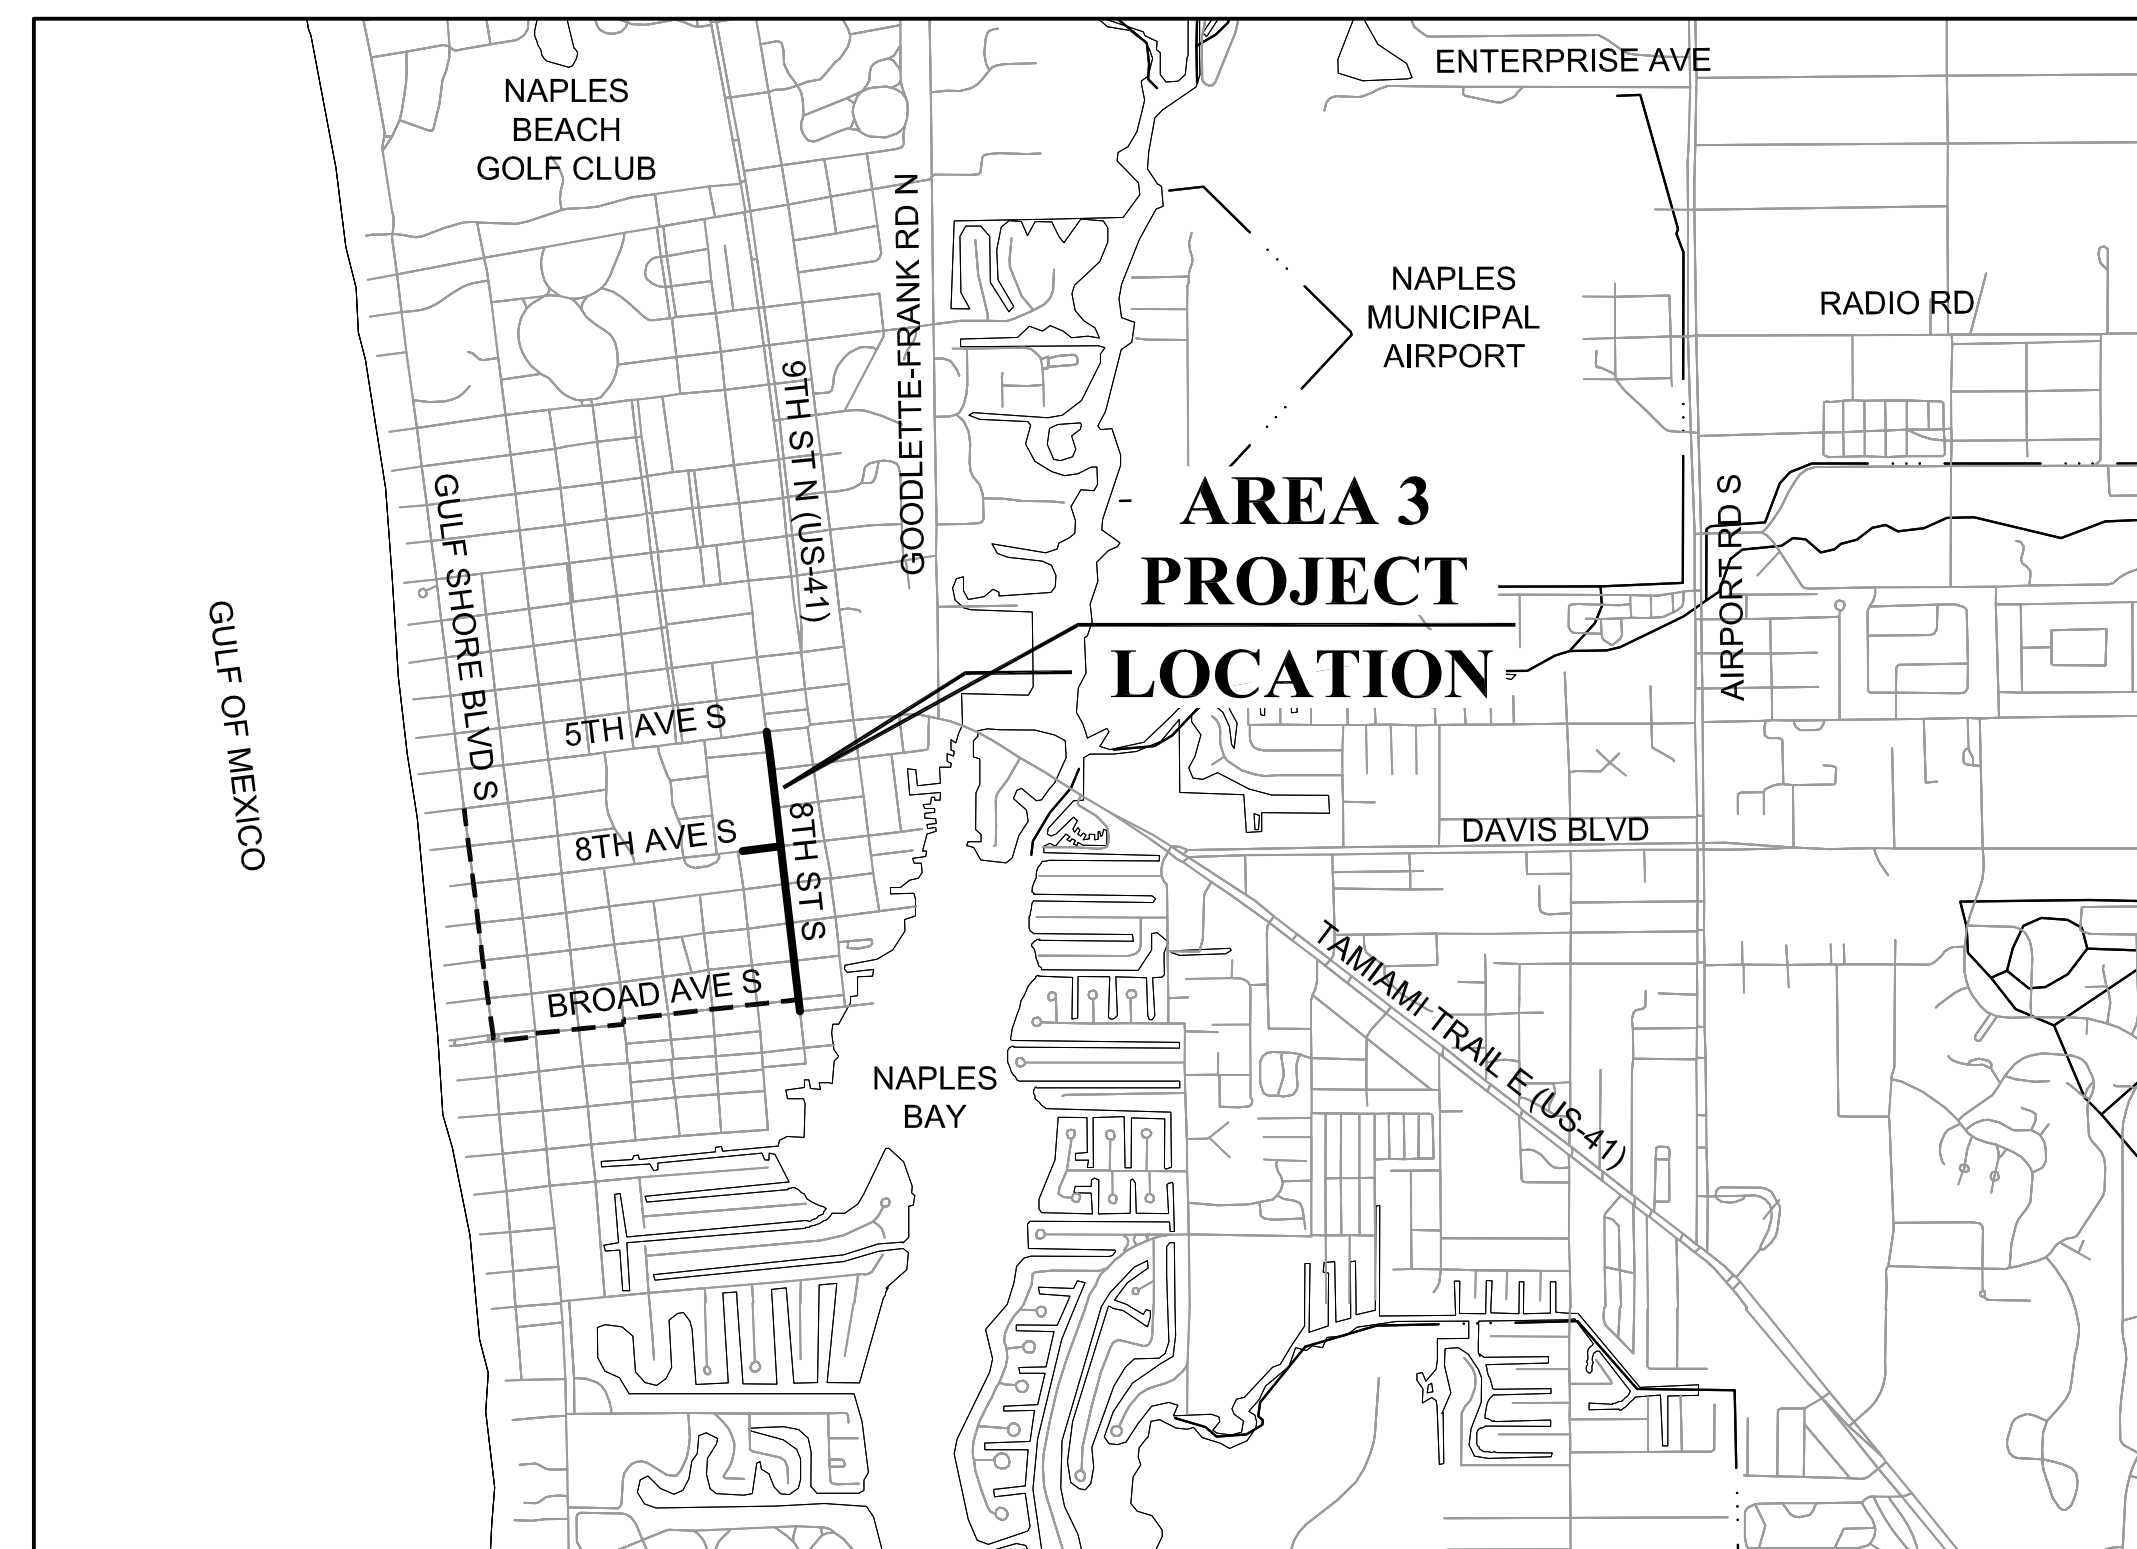 ENTERPRISE AVE
NAPLES
BEACH
GOLF CLUB
GOODLETTE-FRANK RD N
NAPLES
MUNICIPAL
AIRPORT
RADIO RD
9TH ST N (US-41)
GULF SHORE BLVD S
AREA 3
PROJECT
LOCATION
AIRPORT RD S
GULF OF MEXICO
5TH AVE S
8TH AVE S
8TH ST S
DAVIS BLVD
BROAD AVE S
TAMIAMI TRAIL E (US-41)
NAPLES
BAY